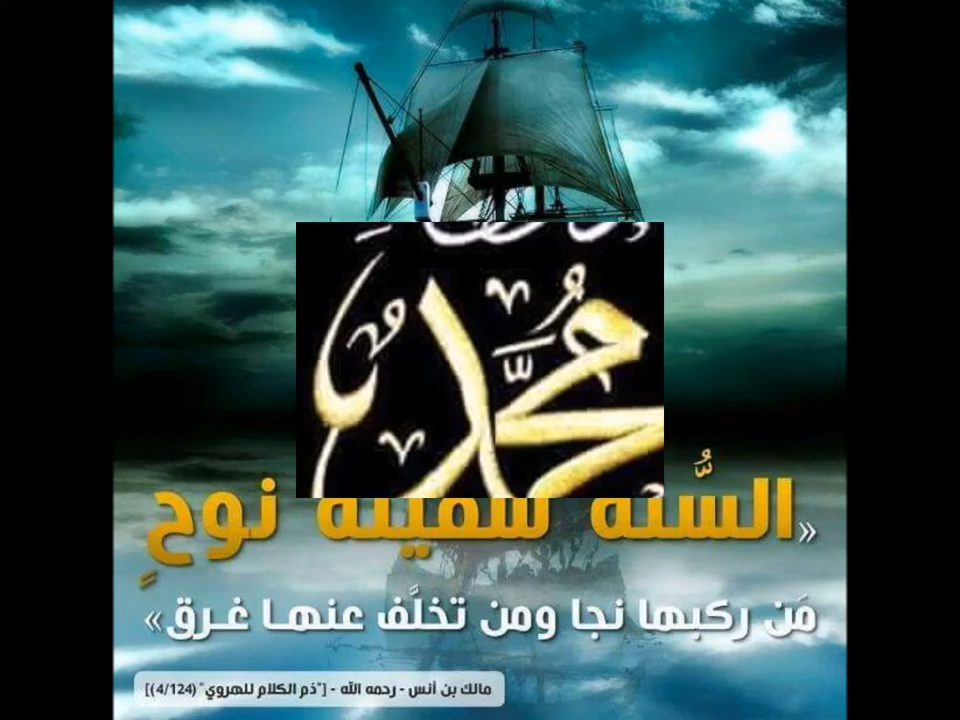 محمد
«السُّنة سفينة نوحٍ
مَن ركبها نجا ومن تخلَّف عنهـا غـرق»
مالك بن أنس - رحمه الله - ["ذم الكلام للهروي" (4/124)]